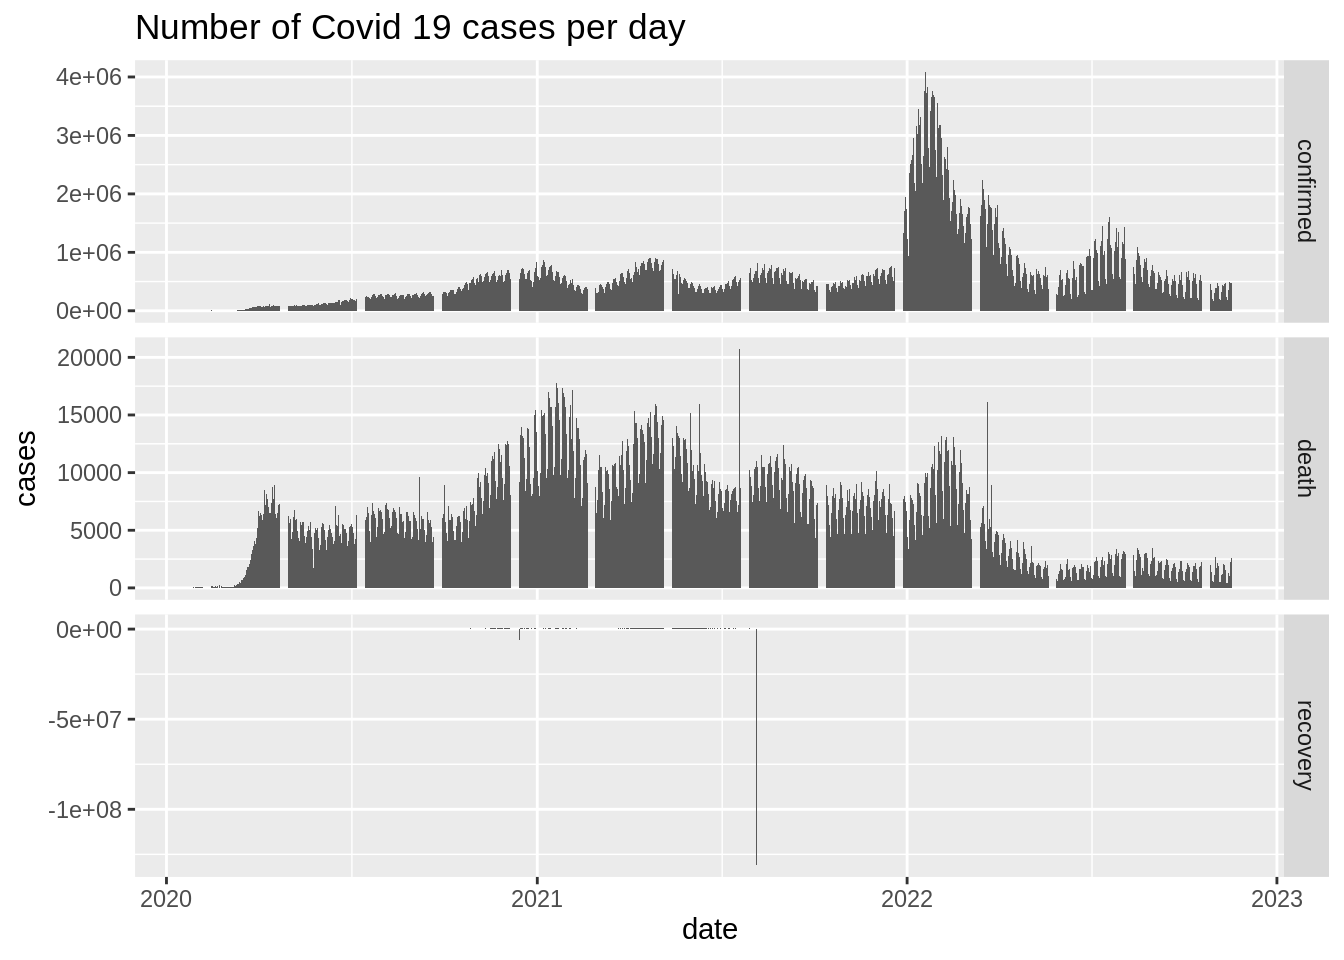 Number of Covid 19 cases per day
4e+06
3e+06
2e+06
1e+06
0e+00
confirmed
20000
15000
10000
5000
0
death
cases
0e+00
-5e+07
-1e+08
recovery
2020
2021
2022
2023
date